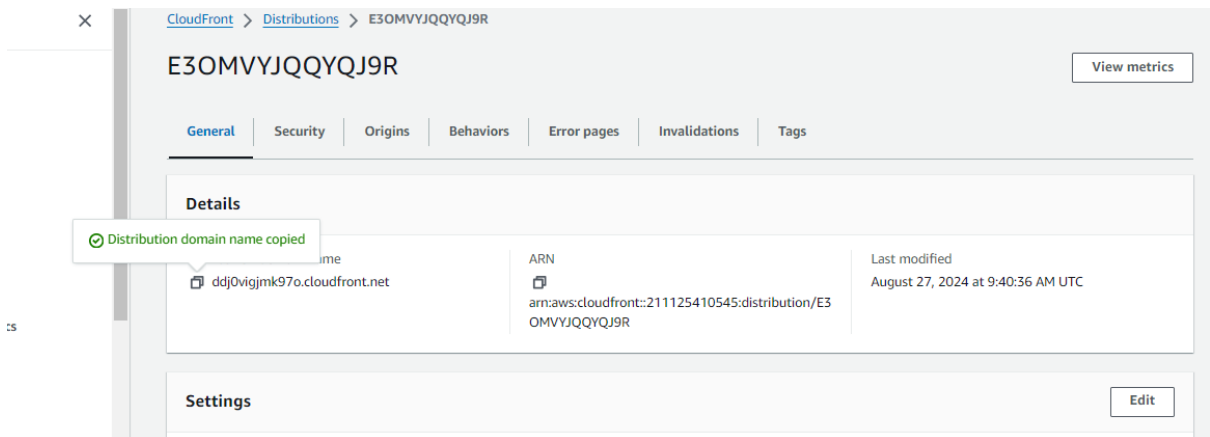 CloudFront > Distributions > E3OMVYJQQYQJ9R
E3OMVYJQQYQJ9R
View metrics
General Security Origins Behaviors Error pages Invalidations Tags
Details
Distribution domain name copied
me ARN Last modified
ddj0vigjmk97o.cloudfront.net August 27, 2024 at 9:40:36 AM UTC
arn:aws:cloudfront::211125410545:distribution/E3
OMVYJQQYQJ9R
cs
Settings Edit